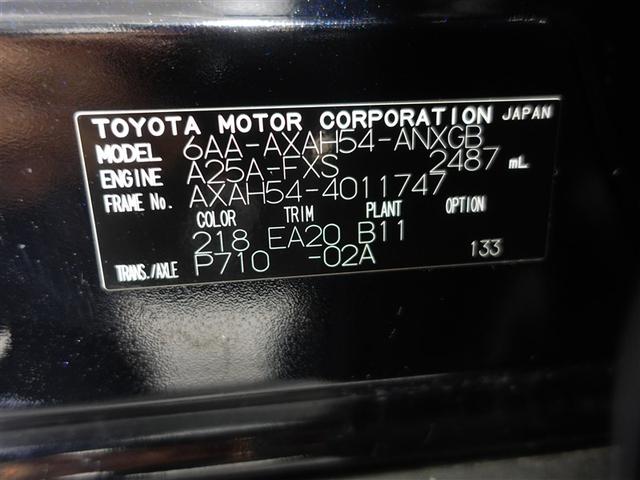 TOYOTA MOTOR CORPORATION JAPAN
MODEL 6AA-AXAH54-ANXGB
ENGINE A25A-FXS 2487 mL
FRAME No. AXAH54-4011747
COLOR TRIM PLANT OPTION
218 EA20 B11
TRANS./AXLE P710 -02A 133